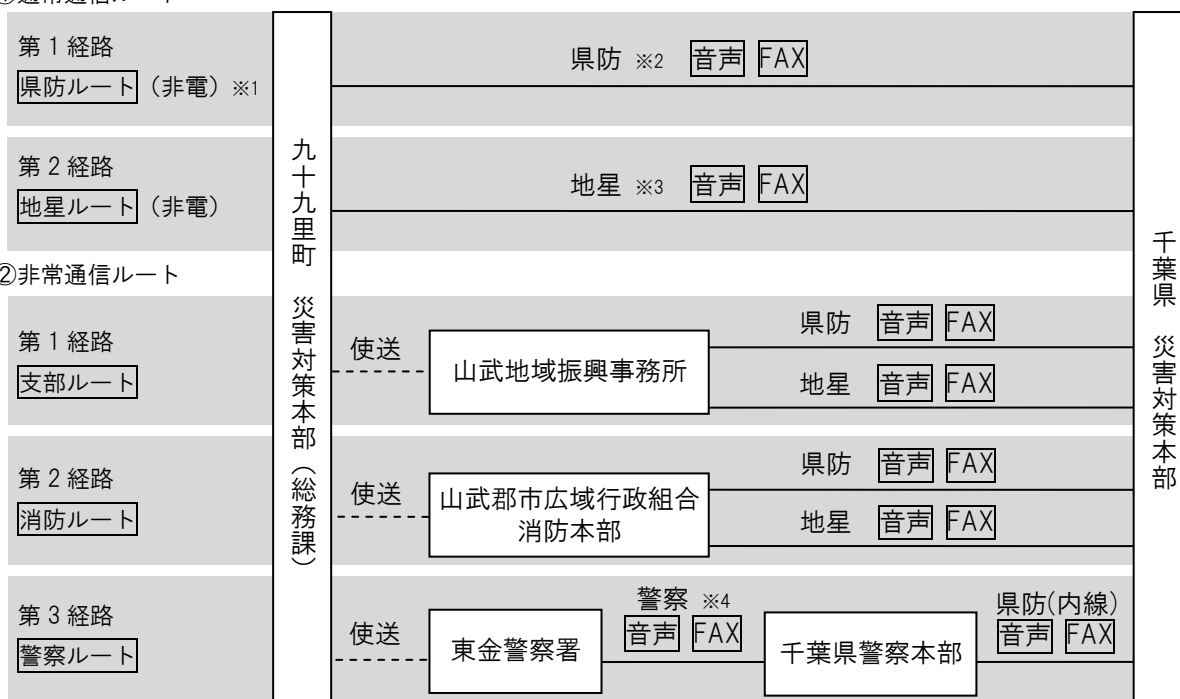 通常通信ルート
第1経路
県防ルート（非電）※1
県防 ※2 音声 FAX
第2経路
地星ルート（非電）
地星 ※3 音声 FAX
九十九里町 災害対策本部（総務課）
千葉県 災害対策本部
②非常通信ルート
第1経路
支部ルート
使送
山武地域振興事務所
県防 音声 FAX
地星 音声 FAX
第2経路
消防ルート
使送
山武郡市広域行政組合
消防本部
県防 音声 FAX
地星 音声 FAX
第3経路
警察ルート
使送
東金警察署
警察 ※4
音声 FAX
千葉県警察本部
県防(内線)
音声 FAX